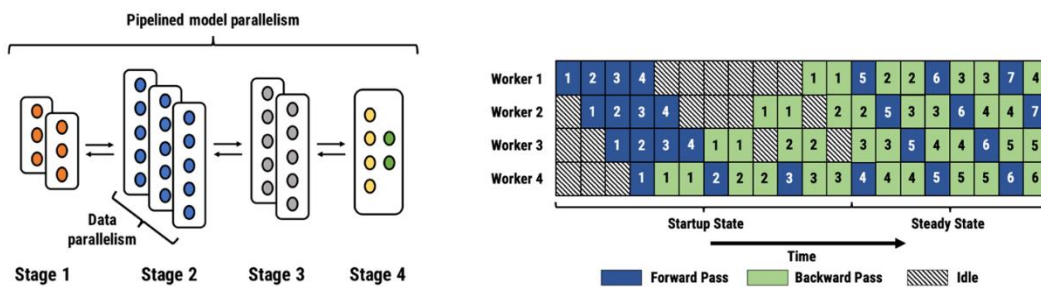 Pipelined model parallelism
Data
parallelism
Stage 1 Stage 2 Stage 3 Stage 4
Worker 1 1 2 3 4 1 1 5 2 2 6 3 3 7 4
Worker 2 1 2 3 4 1 1 2 2 5 3 3 6 4 4 7
Worker 3 1 2 3 4 1 1 2 2 3 3 5 4 4 6 5 5
Worker 4 1 1 1 2 2 2 3 3 3 4 4 4 5 5 5 6 6
Startup State Steady State
Time
Forward Pass Backward Pass Idle